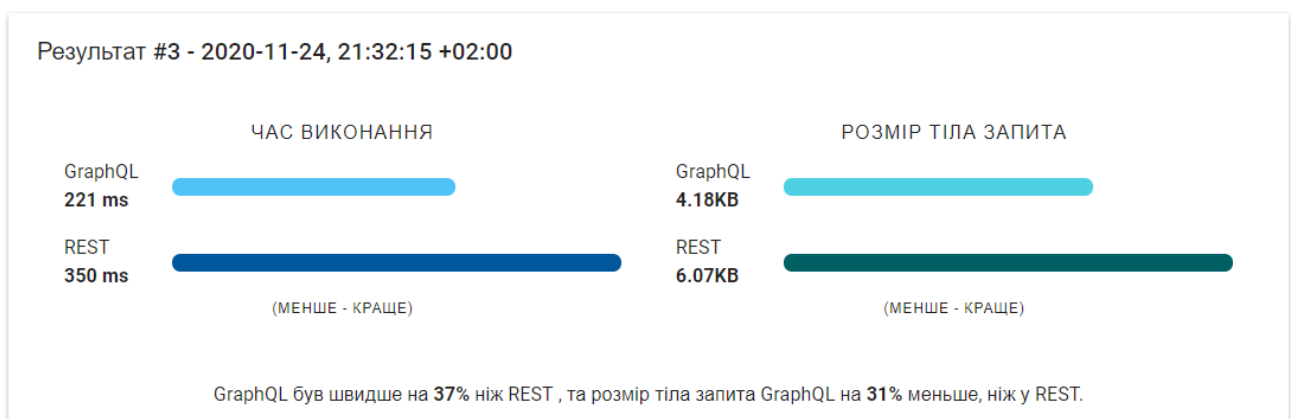 Результат #3 - 2020-11-24, 21:32:15 +02:00
ЧАС ВИКОНАННЯ
GraphQL
221 ms
REST
350 ms
(МЕНШЕ - КРАЩЕ)
РОЗМІР ТІЛА ЗАПИТА
GraphQL
4.18KB
REST
6.07KB
(МЕНШЕ - КРАЩЕ)
GraphQL був швидше на 37% ніж REST , та розмір тіла запита GraphQL на 31% меньше, ніж у REST.